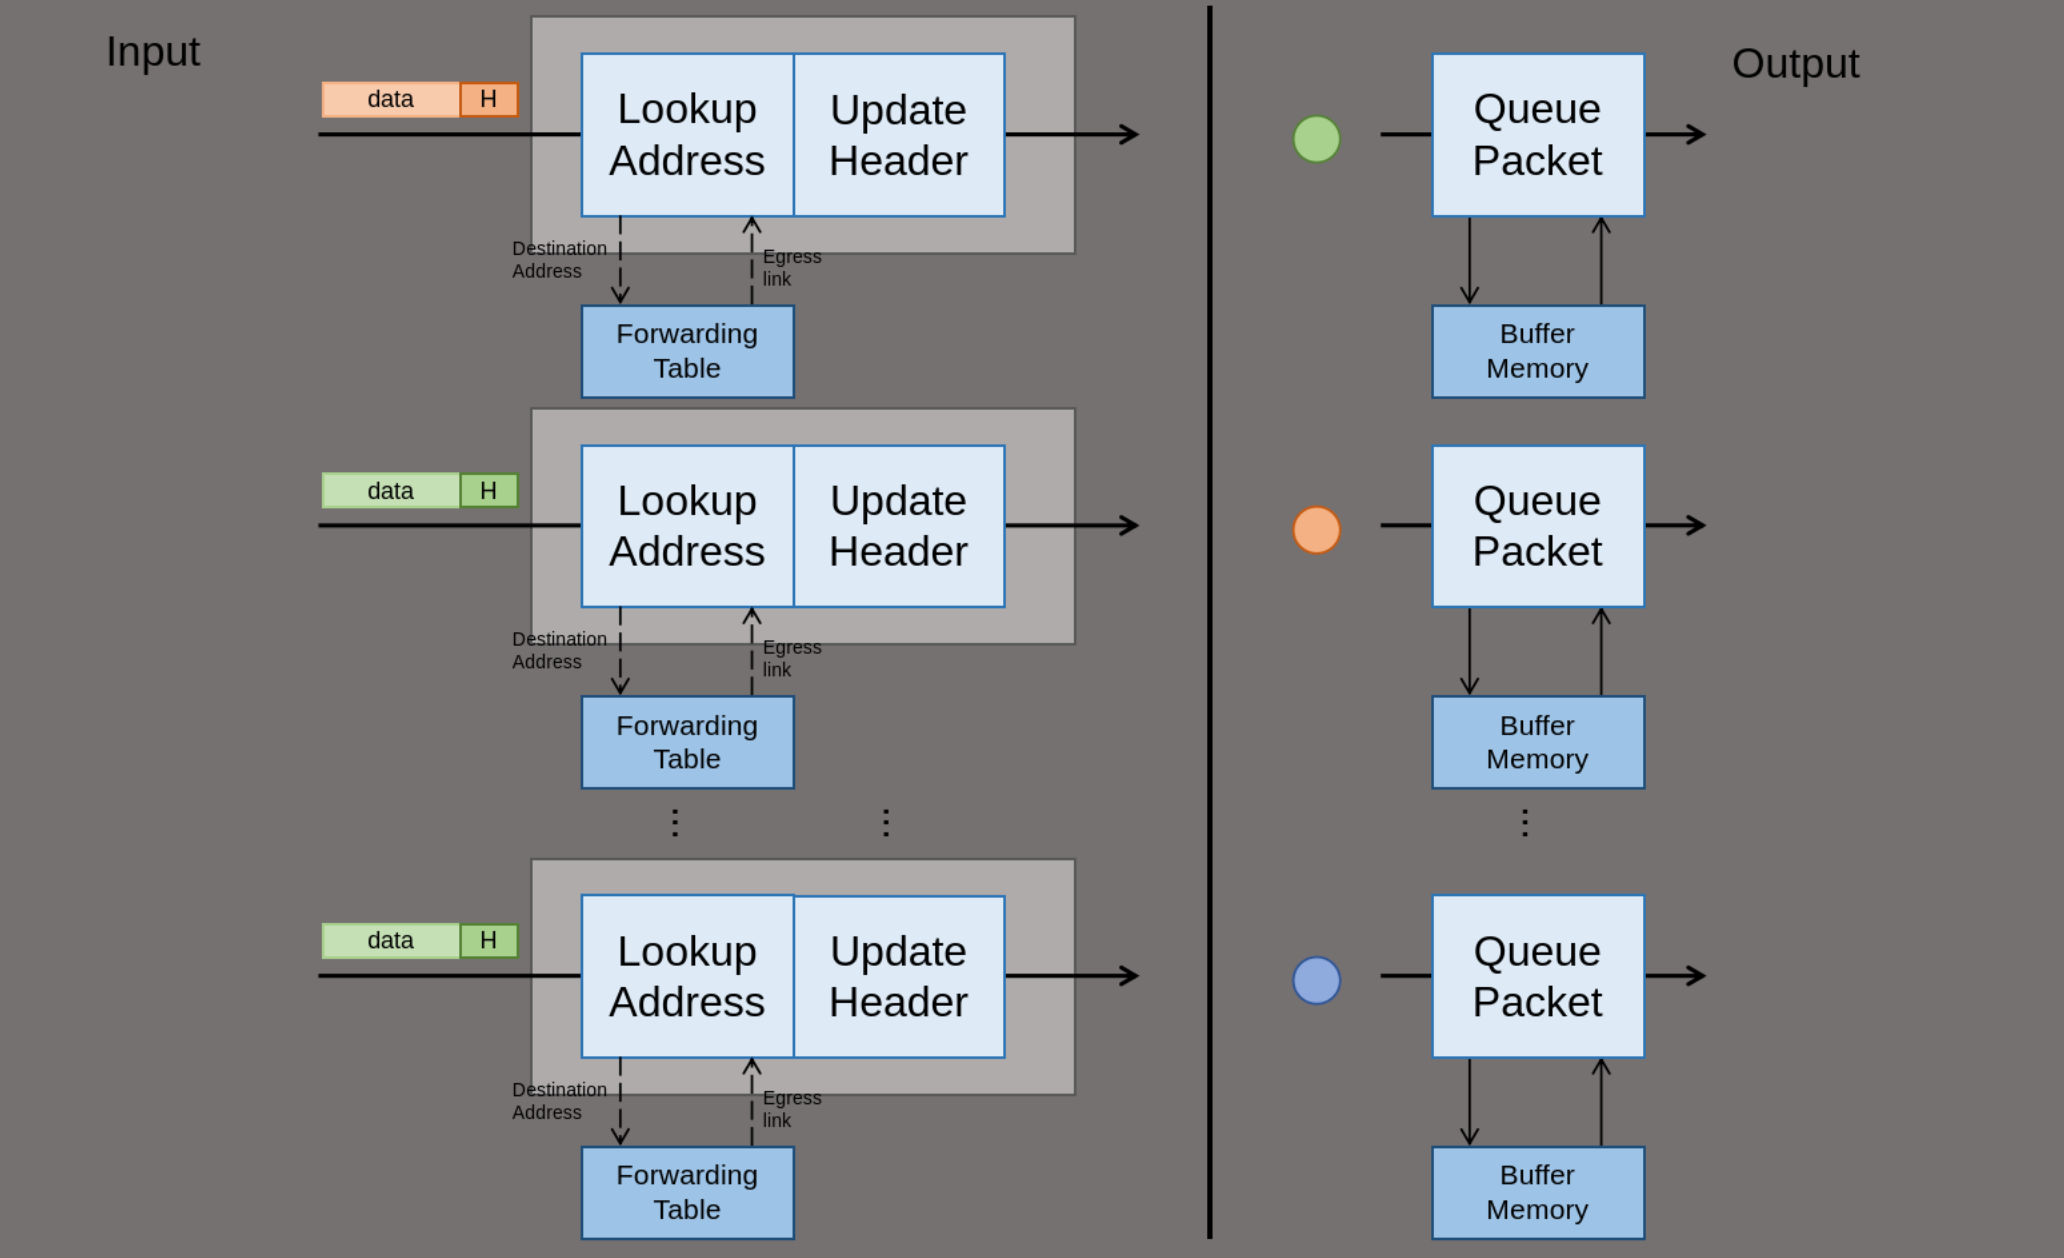 Input
Output
data H
Lookup
Address
Update
Header
Queue
Packet
Destination
Address
Egress
link
Forwarding
Table
Buffer
Memory
data H
Lookup
Address
Update
Header
Queue
Packet
Destination
Address
Egress
link
Forwarding
Table
Buffer
Memory
data H
Lookup
Address
Update
Header
Queue
Packet
Destination
Address
Egress
link
Forwarding
Table
Buffer
Memory